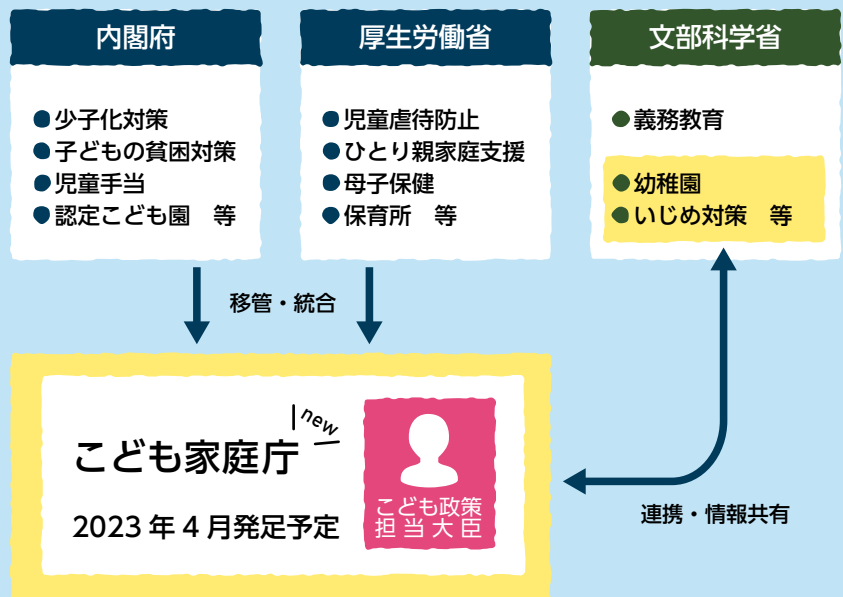 内閣府
●少子化対策
●子どもの貧困対策
●児童手当
●認定こども園　等
厚生労働省
●児童虐待防止
●ひとり親家庭支援
●母子保健
●保育所　等
文部科学省
●義務教育
●幼稚園
●いじめ対策　等
移管・統合
new
こども家庭庁
2023年4月発足予定
こども政策
担当大臣
連携・情報共有